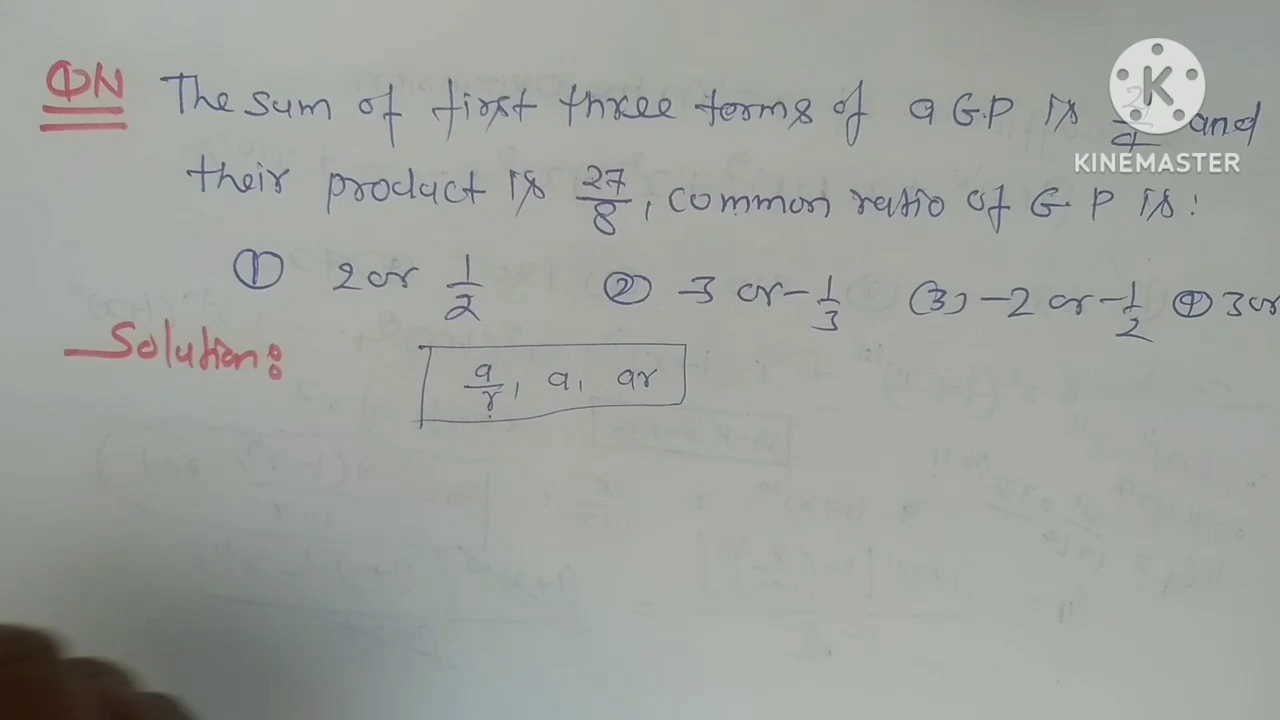 QN The sum of first three terms of a G.P is and
their product is 27/8, common ratio of G.P is:
① 2 or 1/2 ② -3 or -1/3 (3) -2 or -1/2 ④ 3 or
Solution:
a/r, a, ar
KINEMASTER